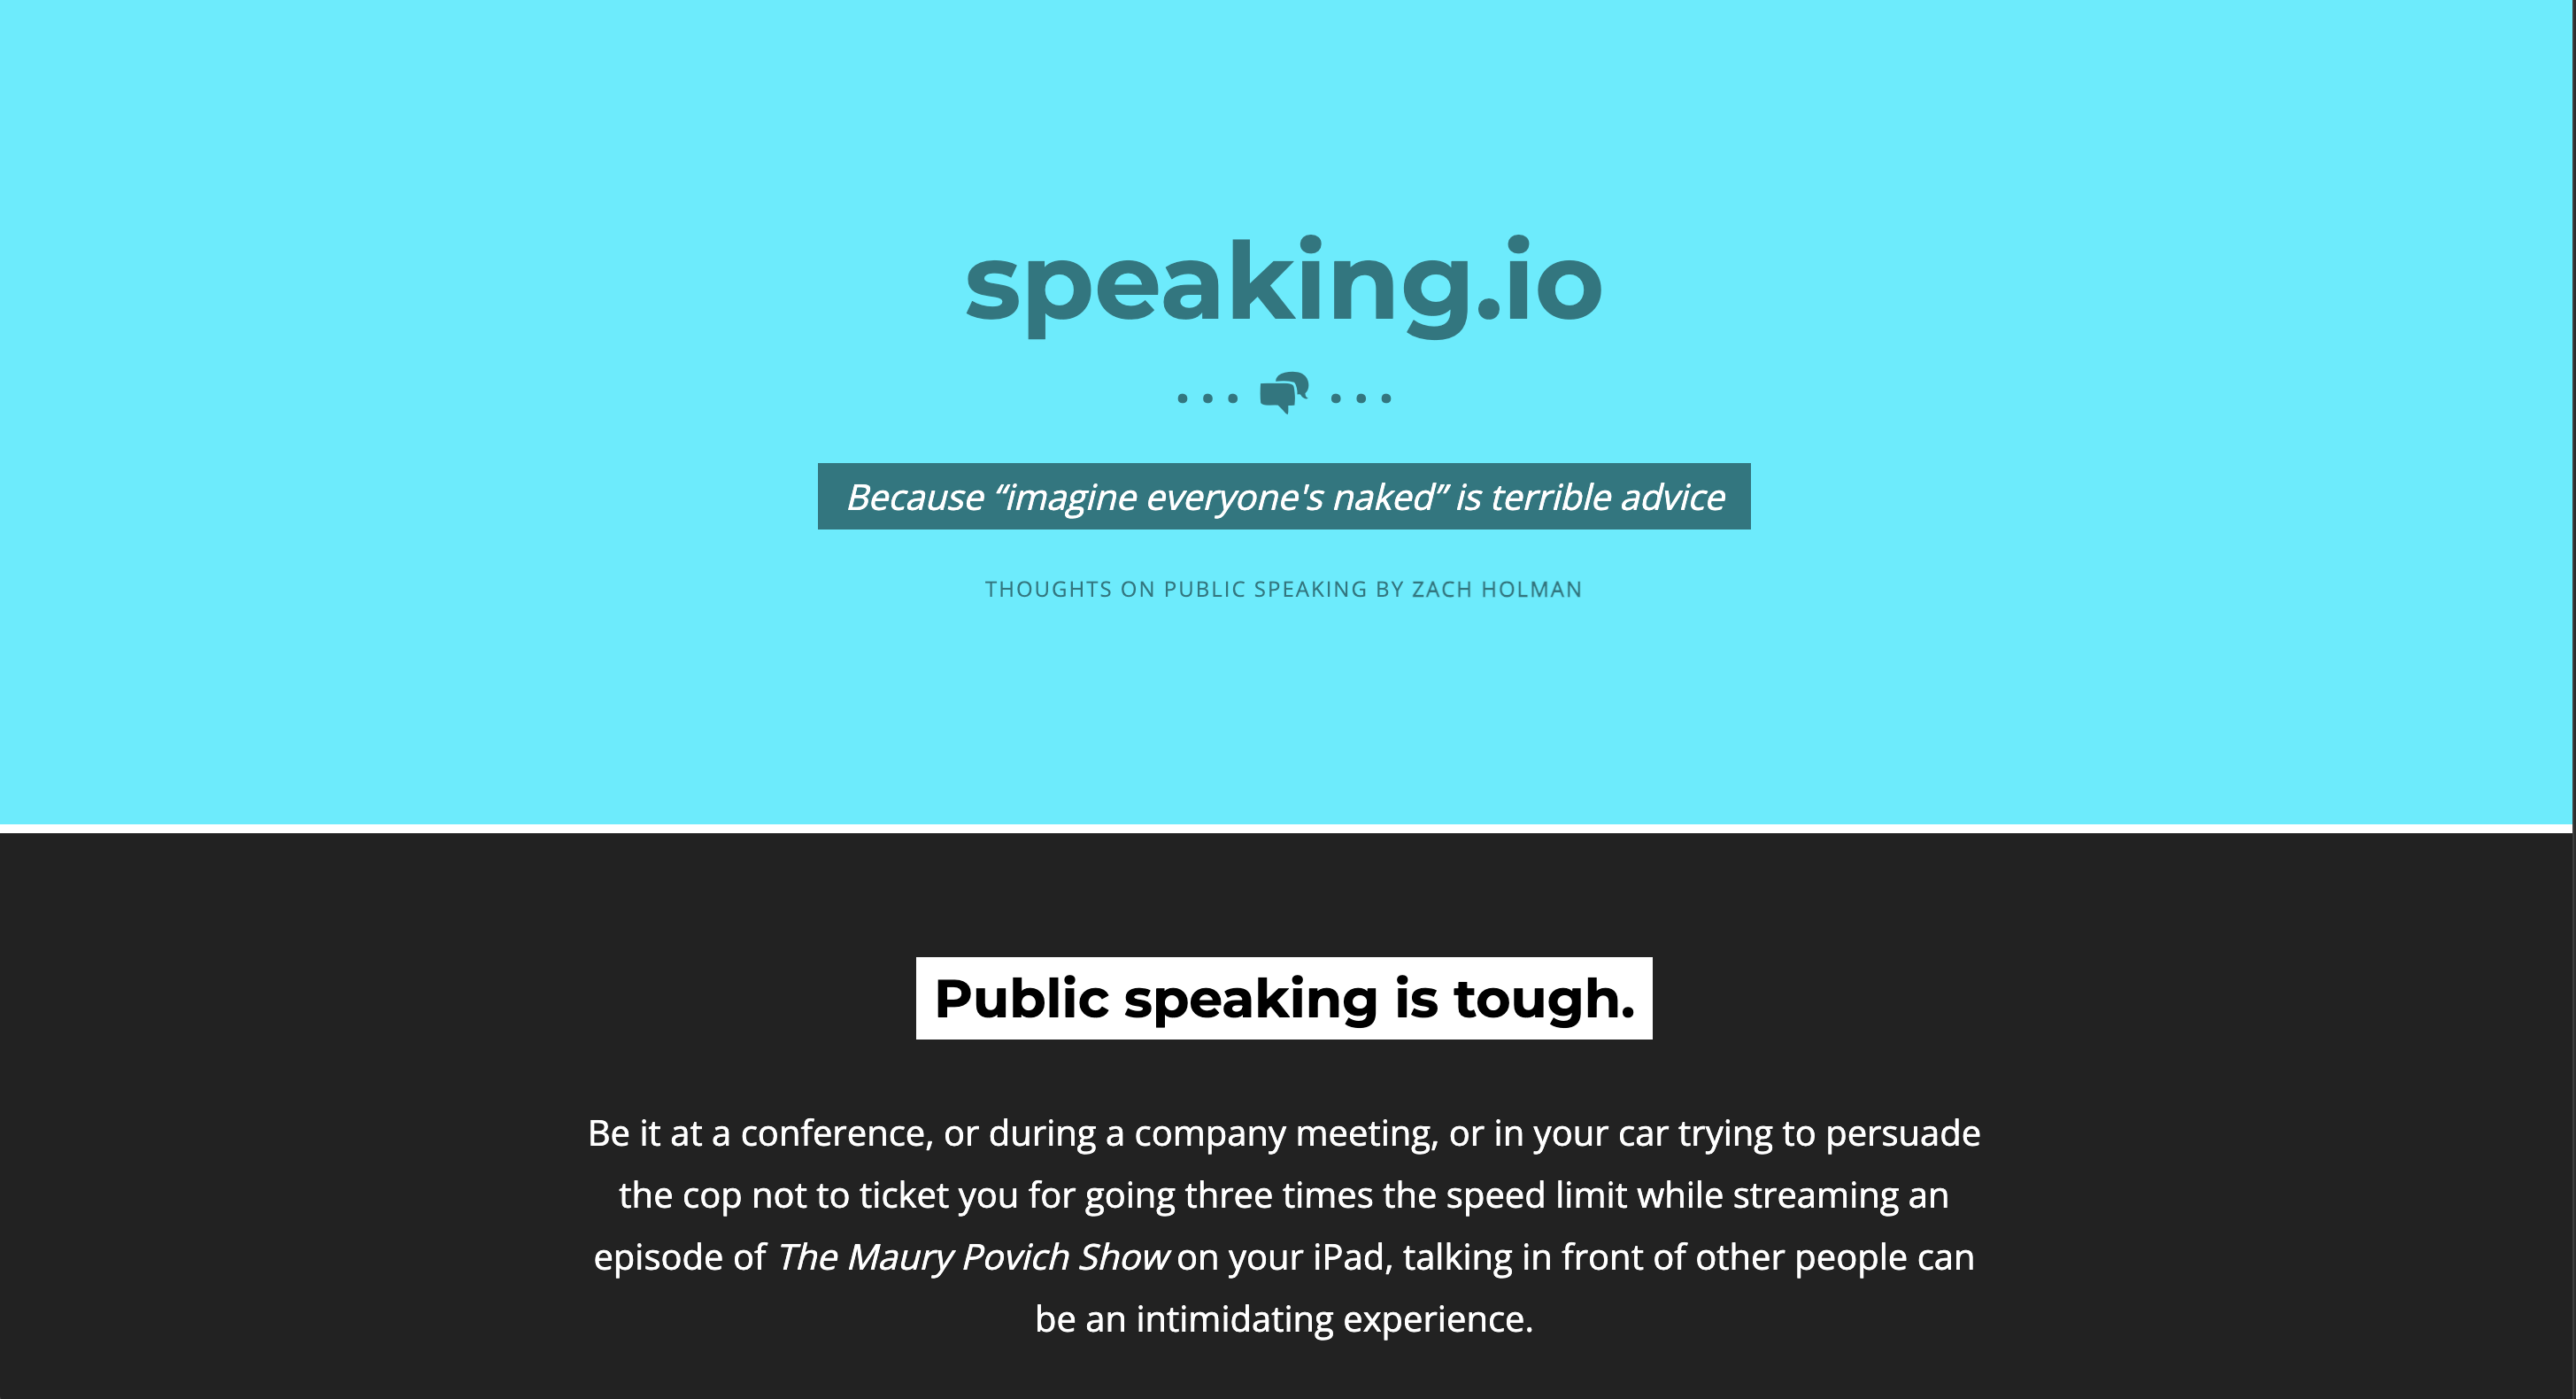 speaking.io
Because “imagine everyone's naked” is terrible advice
THOUGHTS ON PUBLIC SPEAKING BY ZACH HOLMAN
Public speaking is tough.
Be it at a conference, or during a company meeting, or in your car trying to persuade
the cop not to ticket you for going three times the speed limit while streaming an
episode of The Maury Povich Show on your iPad, talking in front of other people can
be an intimidating experience.